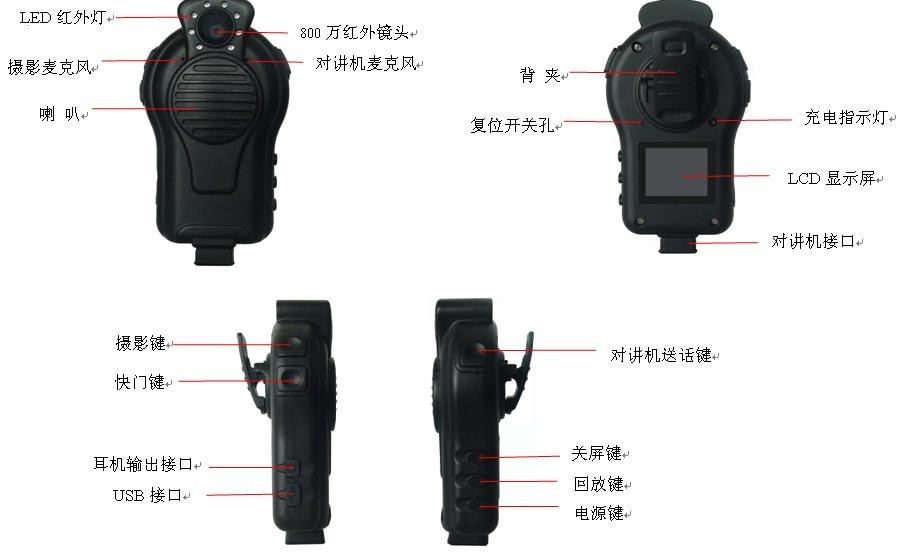 LED 红外灯
800 万红外镜头
摄影麦克风
对讲机麦克风
喇 叭
背 夹
复位开关孔
充电指示灯
LCD 显示屏
对讲机接口
摄影键
快门键
耳机输出接口
USB 接口
对讲机送话键
关屏键
回放键
电源键